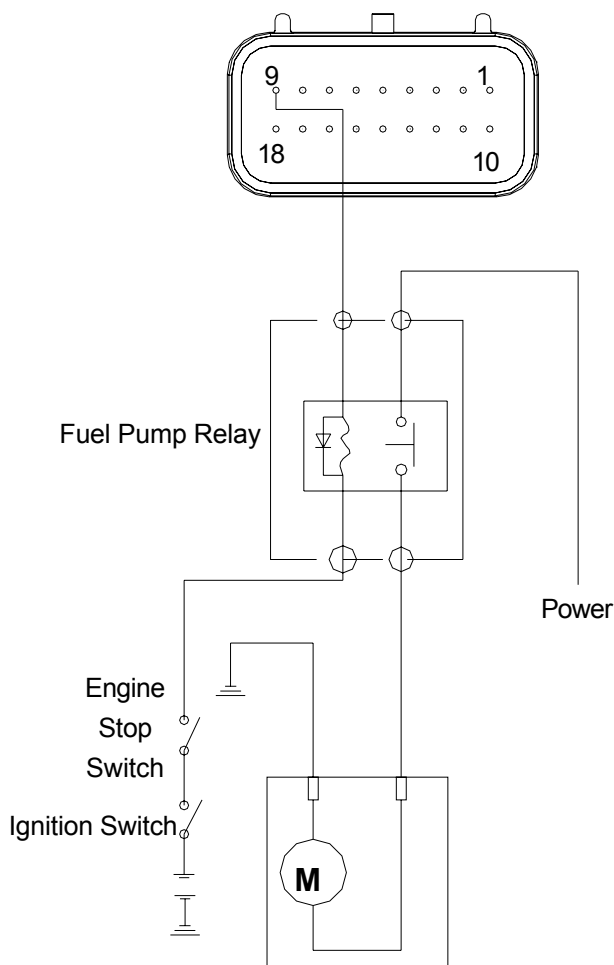 9 1
18 10
Fuel Pump Relay
Power
Engine
Stop
Switch
Ignition Switch
M